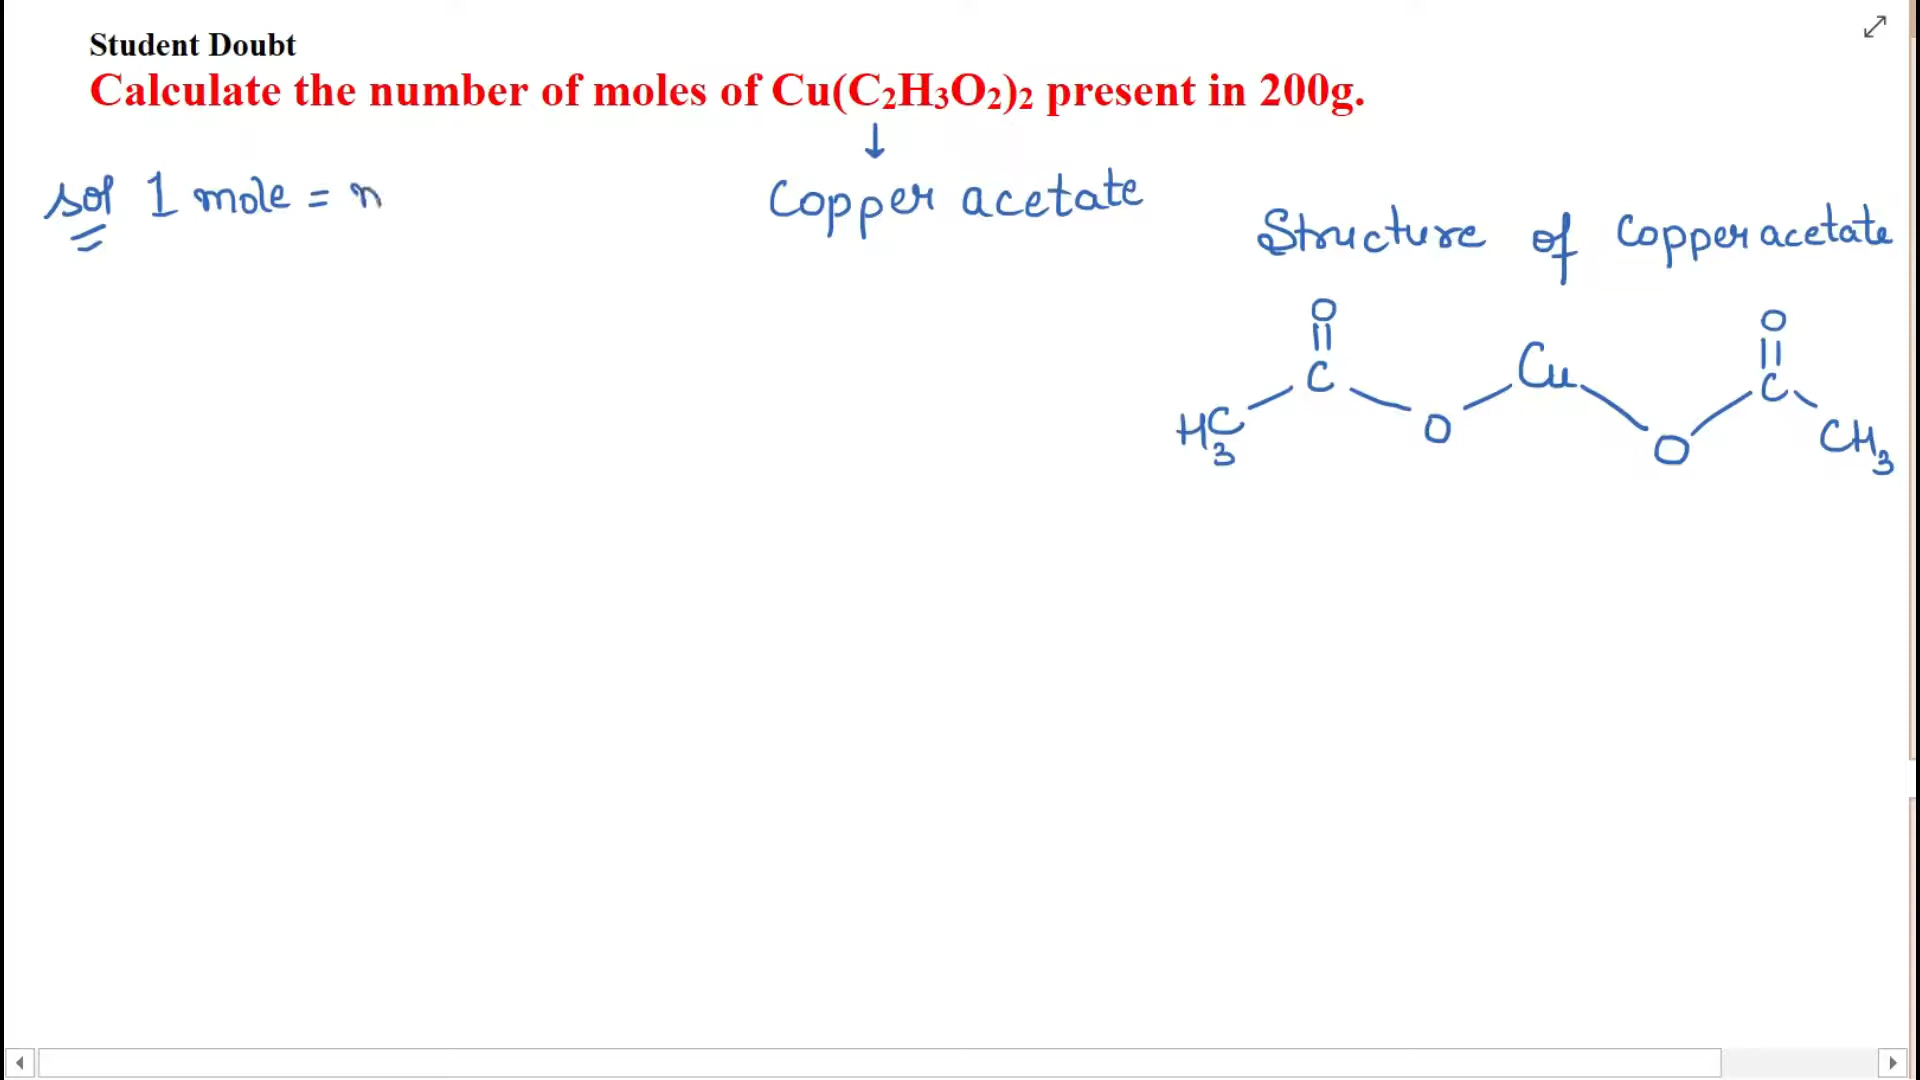 Student Doubt
Calculate the number of moles of Cu(C₂H₃O₂)₂ present in 200g.
↓
Sol 1 mole = m
Copper acetate
Structure of Copper acetate
O O
|| ||
C Cu C
H₃C O O CH₃